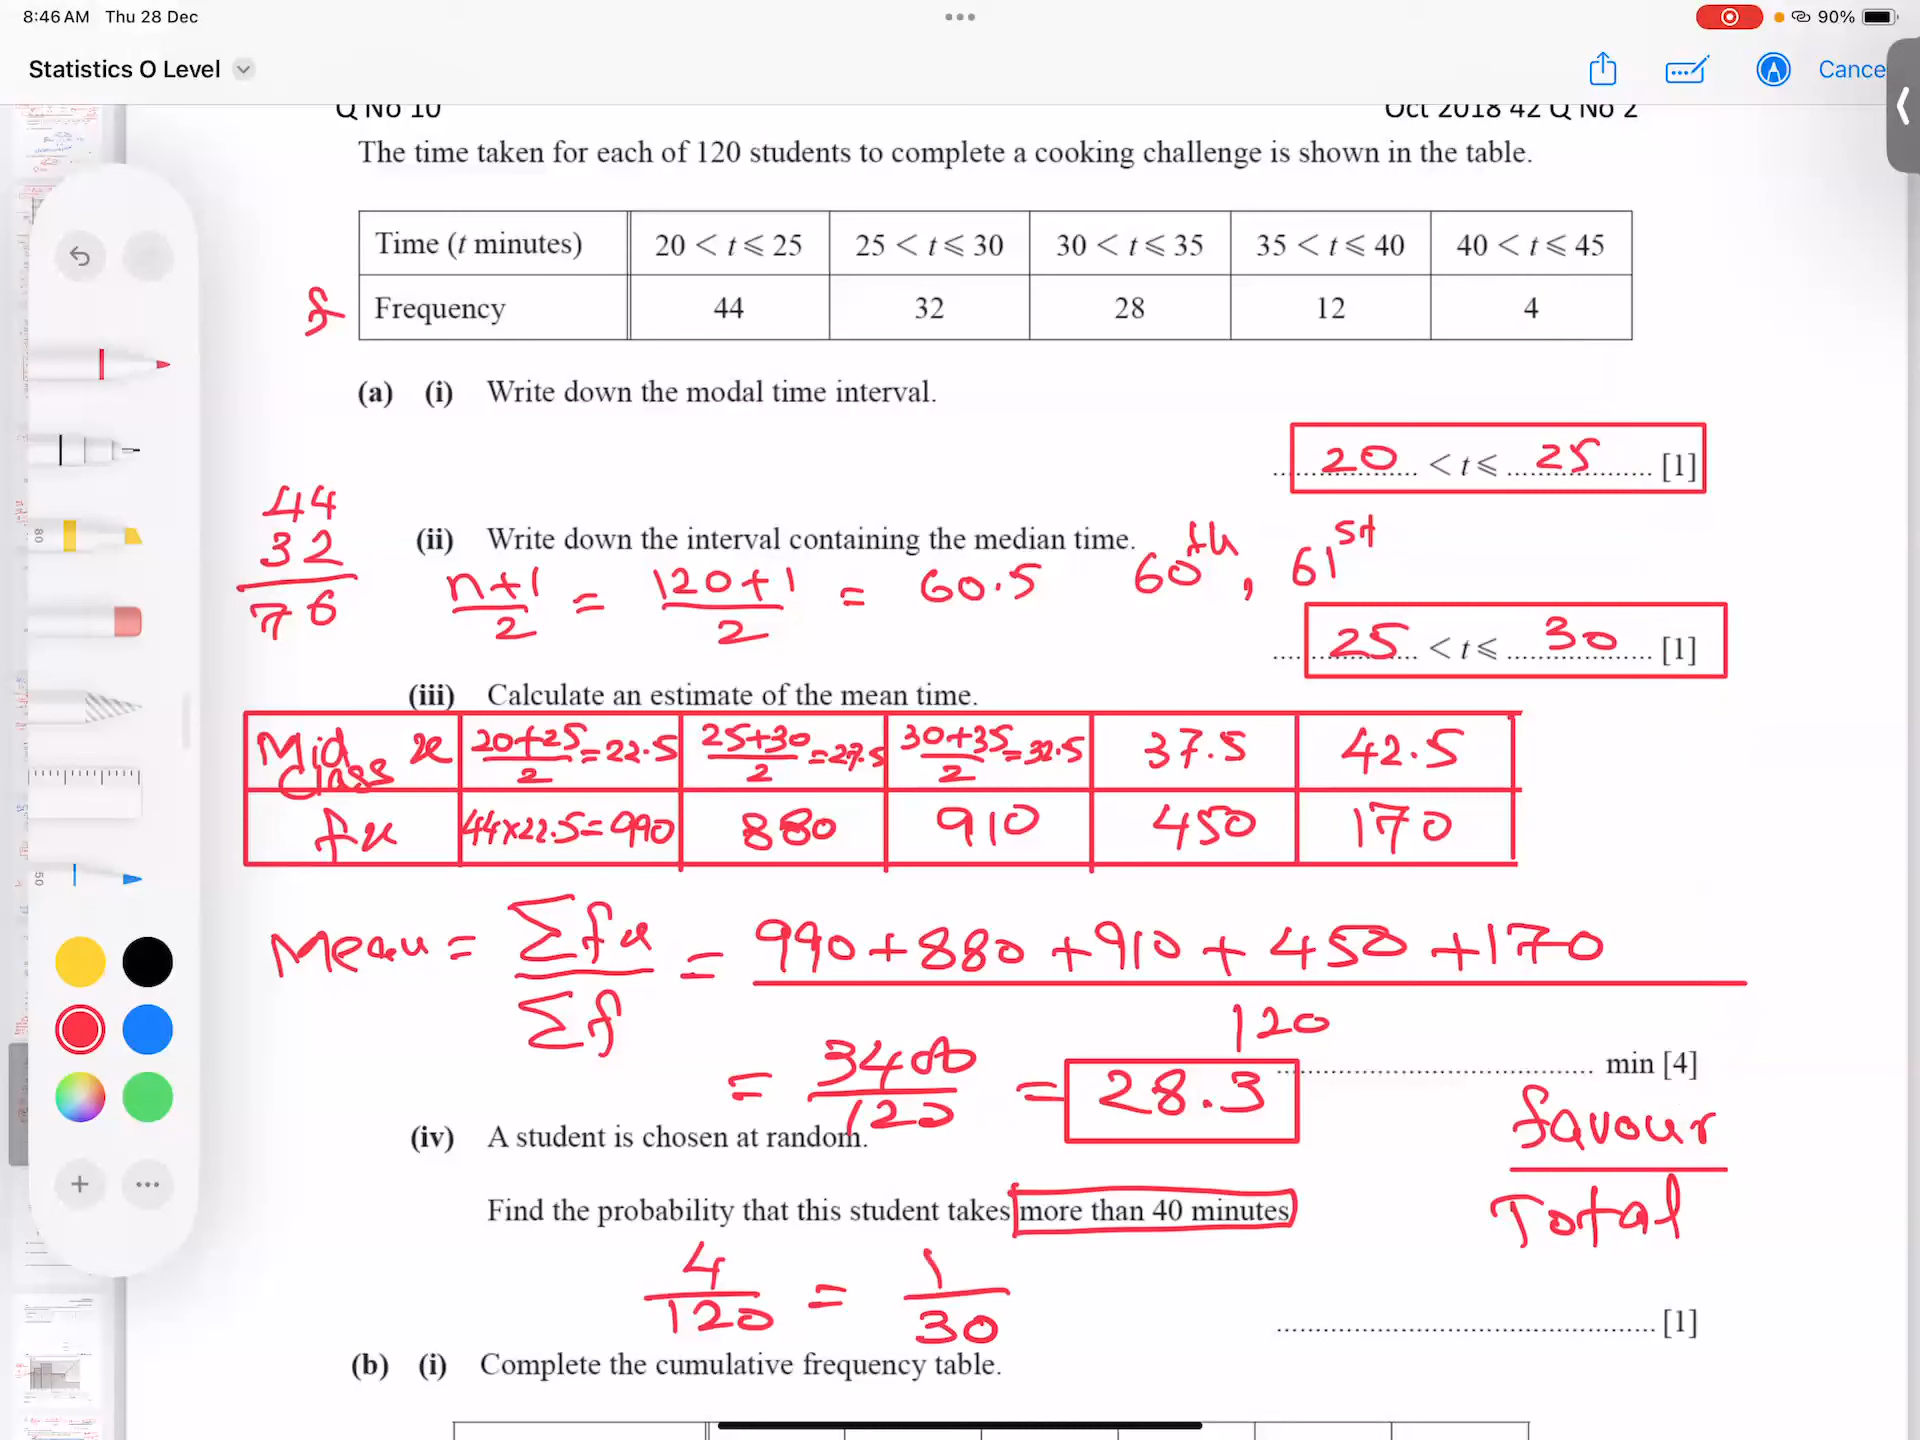 8:46 AM Thu 28 Dec
90%
Statistics O Level
Cance
Q No 10 Oct 2018 42 Q No 2
The time taken for each of 120 students to complete a cooking challenge is shown in the table.
Time (t minutes) 20 < t ⩽ 25 25 < t ⩽ 30 30 < t ⩽ 35 35 < t ⩽ 40 40 < t ⩽ 45
f Frequency 44 32 28 12 4
(a) (i) Write down the modal time interval.
20 < t ⩽ 25 [1]
44
32
76
(ii) Write down the interval containing the median time.
n+1/2 = 120+1/2 = 60.5 60th, 61st
25 < t ⩽ 30 [1]
(iii) Calculate an estimate of the mean time.
Mid Class x 20+25/2 = 22.5 25+30/2 = 27.5 30+35/2 = 32.5 37.5 42.5
fx 44×22.5=990 880 910 450 170
Mean = Σfx/Σf = 990+880+910+450+170/120
= 3400/120 = 28.3 min [4]
favour/Total
(iv) A student is chosen at random.
Find the probability that this student takes more than 40 minutes
4/120 = 1/30
[1]
(b) (i) Complete the cumulative frequency table.
80
50